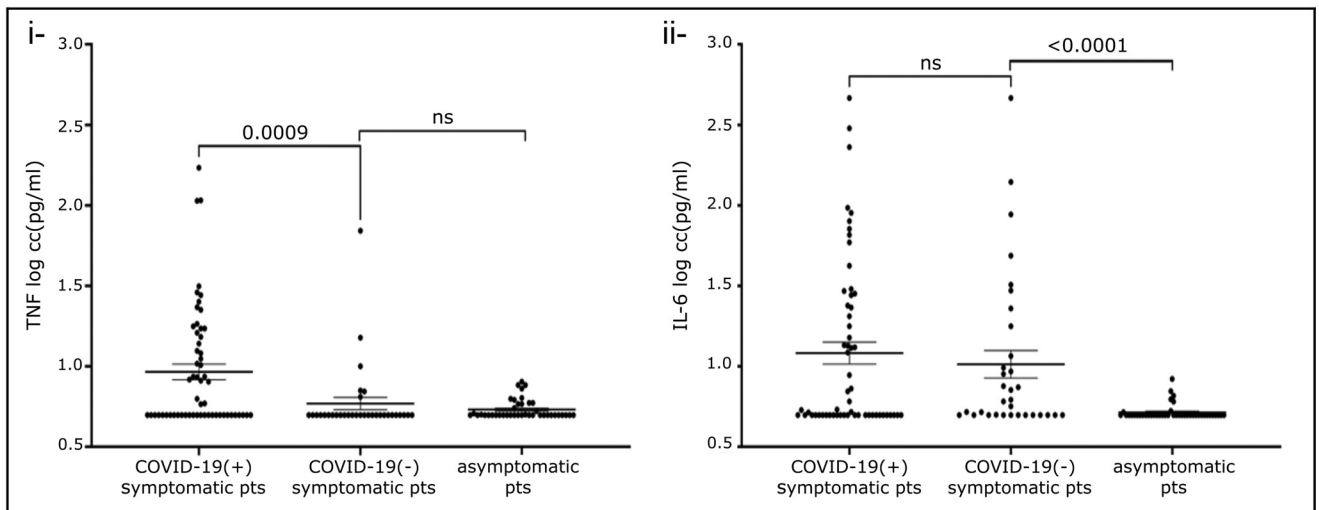 i-
3.0
2.5
2.0
1.5
1.0
0.5
TNF log cc(pg/ml)
0.0009
ns
COVID-19(+)
symptomatic pts
COVID-19(-)
symptomatic pts
asymptomatic
pts
ii-
3.0
2.5
2.0
1.5
1.0
0.5
IL-6 log cc(pg/ml)
ns
<0.0001
COVID-19(+)
symptomatic pts
COVID-19(-)
symptomatic pts
asymptomatic
pts